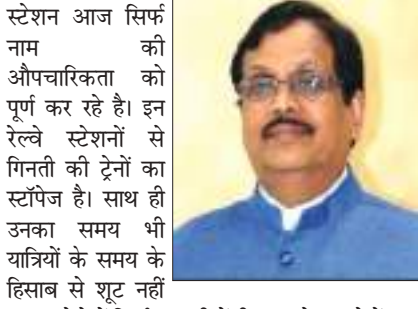 स्टेशन आज सिर्फ
नाम की
औपचारिकता को
पूर्ण कर रहे है। इन
रेल्वे स्टेशनों से
गिनती की ट्रेनों का
स्टॉपेज है। साथ ही
उनका समय भी
यात्रियों के समय के
हिसाब से शूट नहीं